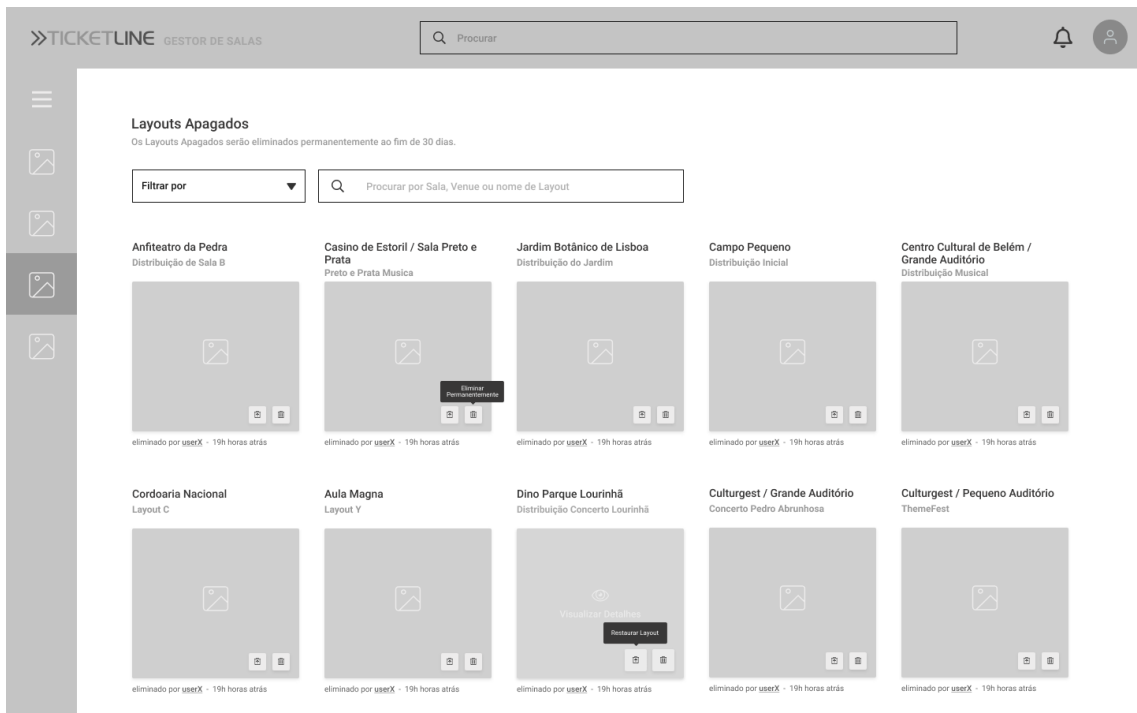 TICKETLINE GESTOR DE SALAS
Procurar
Layouts Apagados
Os Layouts Apagados serão eliminados permanentemente ao fim de 30 dias.
Filtrar por
Procurar por Sala, Venue ou nome de Layout
Anfiteatro da Pedra
Distribuição de Sala B
eliminado por userX - 19h horas atrás
Casino de Estoril / Sala Preto e
Prata
Preto e Prata Musica
Eliminar
Permanentemente
eliminado por userX - 19h horas atrás
Jardim Botânico de Lisboa
Distribuição do Jardim
eliminado por userX - 19h horas atrás
Campo Pequeno
Distribuição Inicial
eliminado por userX - 19h horas atrás
Centro Cultural de Belém /
Grande Auditório
Distribuição Musical
eliminado por userX - 19h horas atrás
Cordoaria Nacional
Layout C
eliminado por userX - 19h horas atrás
Aula Magna
Layout Y
eliminado por userX - 19h horas atrás
Dino Parque Lourinhã
Distribuição Concerto Lourinhã
Visualizar Detalhes
Restaurar Layout
eliminado por userX - 19h horas atrás
Culturgest / Grande Auditório
Concerto Pedro Abrunhosa
eliminado por userX - 19h horas atrás
Culturgest / Pequeno Auditório
ThemeFest
eliminado por userX - 19h horas atrás